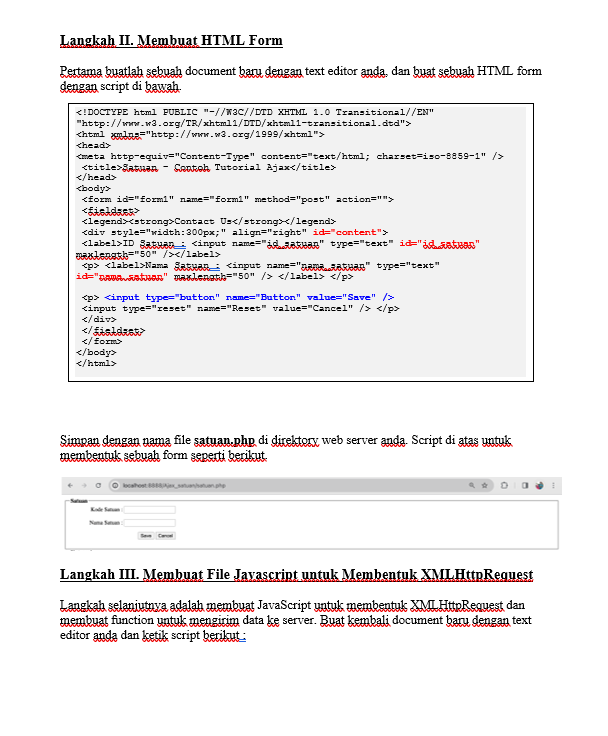 Langkah II. Membuat HTML Form
Pertama buatlah sebuah document baru dengan text editor anda, dan buat sebuah HTML form
dengan script di bawah.
<!DOCTYPE html PUBLIC "-//W3C//DTD XHTML 1.0 Transitional//EN"
"http://www.w3.org/TR/xhtml1/DTD/xhtml1-transitional.dtd">
<html xmlns="http://www.w3.org/1999/xhtml">
<head>
<meta http-equiv="Content-Type" content="text/html; charset=iso-8859-1" />
<title>Satuan - Contoh Tutorial Ajax</title>
</head>
<body>
<form id="form1" name="form1" method="post" action="">
<fieldset>
<legend><strong>Contact Us</strong></legend>
<div style="width:300px;" align="right" id="content">
<label>ID Satuan : <input name="id_satuan" type="text" id="id_satuan"
maxlength="50" /></label>
<p> <label>Nama Satuan : <input name="nama_satuan" type="text"
id="nama_satuan" maxlength="50" /> </label> </p>
<p> <input type="button" name="Button" value="Save" />
<input type="reset" name="Reset" value="Cancel" /> </p>
</div>
</fieldset>
</form>
</body>
</html>
Simpan dengan nama file satuan.php di direktory web server anda. Script di atas untuk
membentuk sebuah form seperti berikut.
localhost:8888/Ajax_satuan/satuan.php
Satuan
Kode Satuan :
Nama Satuan :
Save Cancel
Langkah III. Membuat File Javascript untuk Membentuk XMLHttpRequest
Langkah selanjutnya adalah membuat JavaScript untuk membentuk XMLHttpRequest dan
membuat function untuk mengirim data ke server. Buat kembali document baru dengan text
editor anda dan ketik script berikut :